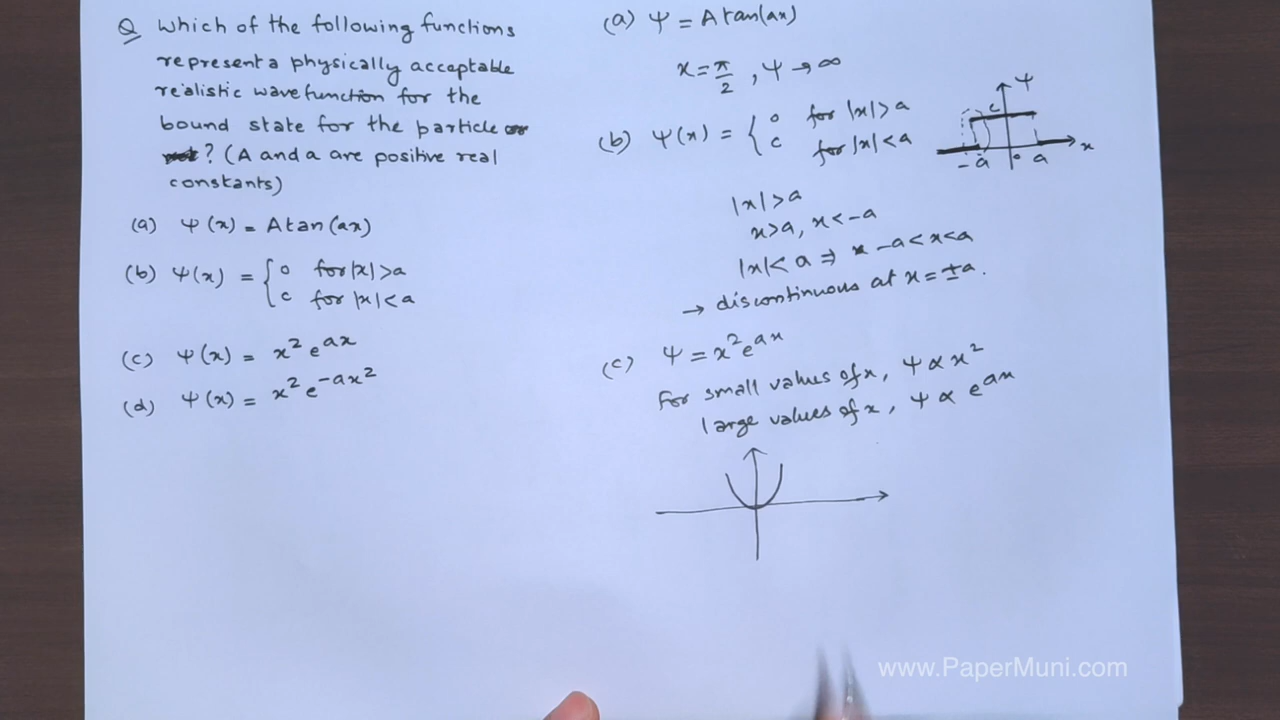 Q Which of the following functions
represent a physically acceptable
realistic wavefunction for the
bound state for the particle
? (A and a are positive real
constants)
(a) Ψ(x) = A tan(ax)
(b) Ψ(x) = { 0 for |x|>a
c for |x|<a
(c) Ψ(x) = x² e^ax
(d) Ψ(x) = x² e^-ax²
(a) Ψ = A tan(ax)
x = π/2 , Ψ → ∞
(b) Ψ(x) = { 0 for |x|>a
c for |x|<a
Ψ
c
-a 0 a x
|x|>a
x>a, x<-a
|x|<a ⇒ -a<x<a
→ discontinuous at x=±a.
(c) Ψ = x² e^ax
For small values of x, Ψ ∝ x²
large values of x, Ψ ∝ e^ax
www.PaperMuni.com